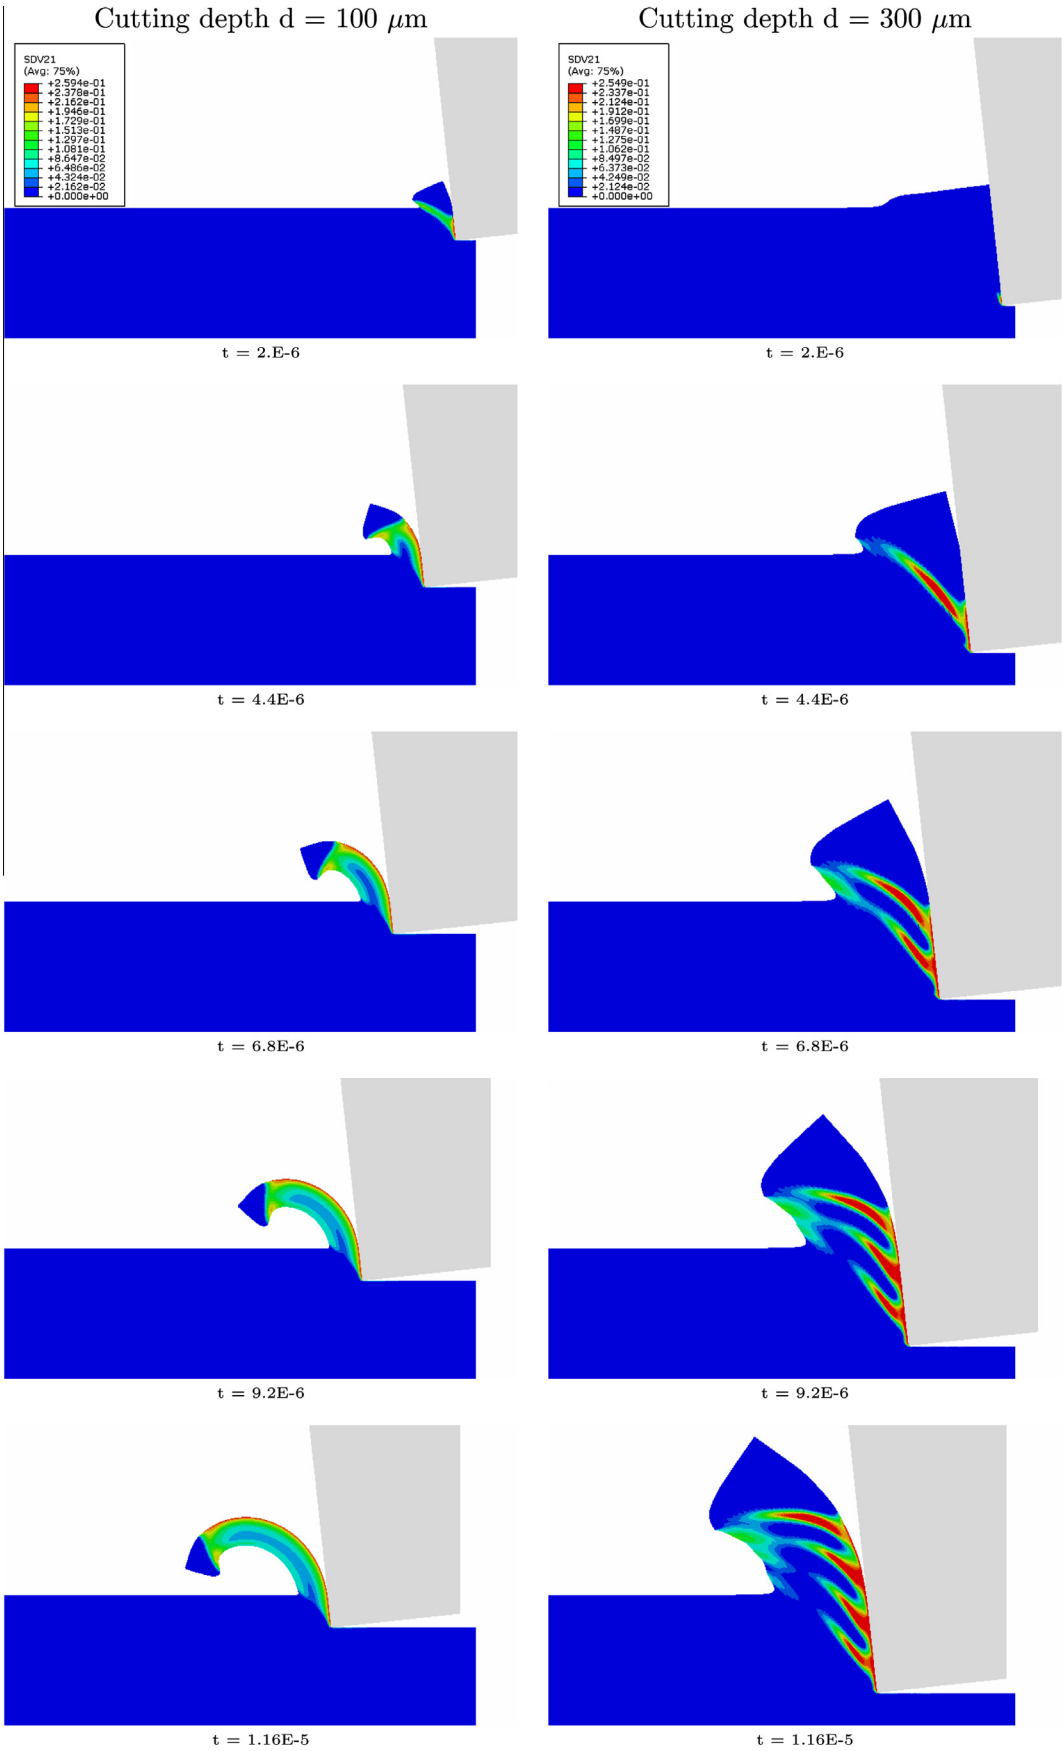 Cutting depth d = 100 μm
Cutting depth d = 300 μm
SDV21
(Avg: 75%)
+2.594e-01
+2.378e-01
+2.162e-01
+1.946e-01
+1.729e-01
+1.513e-01
+1.297e-01
+1.081e-01
+8.647e-02
+6.486e-02
+4.324e-02
+2.162e-02
+0.000e+00
SDV21
(Avg: 75%)
+2.549e-01
+2.337e-01
+2.124e-01
+1.912e-01
+1.699e-01
+1.487e-01
+1.275e-01
+1.062e-01
+8.497e-02
+6.373e-02
+4.249e-02
+2.124e-02
+0.000e+00
t = 2.E-6
t = 2.E-6
t = 4.4E-6
t = 4.4E-6
t = 6.8E-6
t = 6.8E-6
t = 9.2E-6
t = 9.2E-6
t = 1.16E-5
t = 1.16E-5